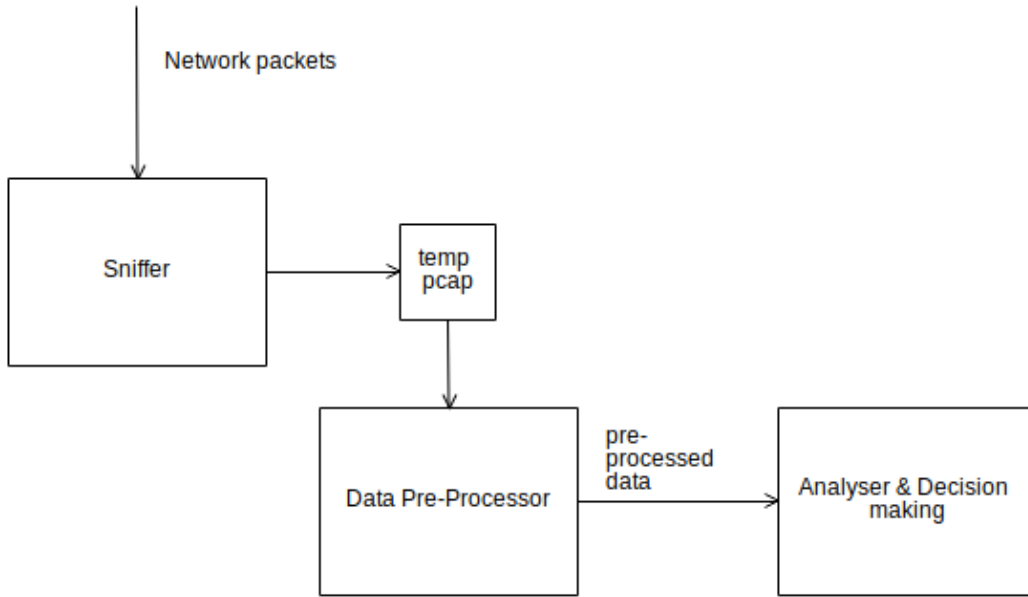 Network packets
Sniffer
temp
pcap
Data Pre-Processor
pre-
processed
data
Analyser & Decision
making